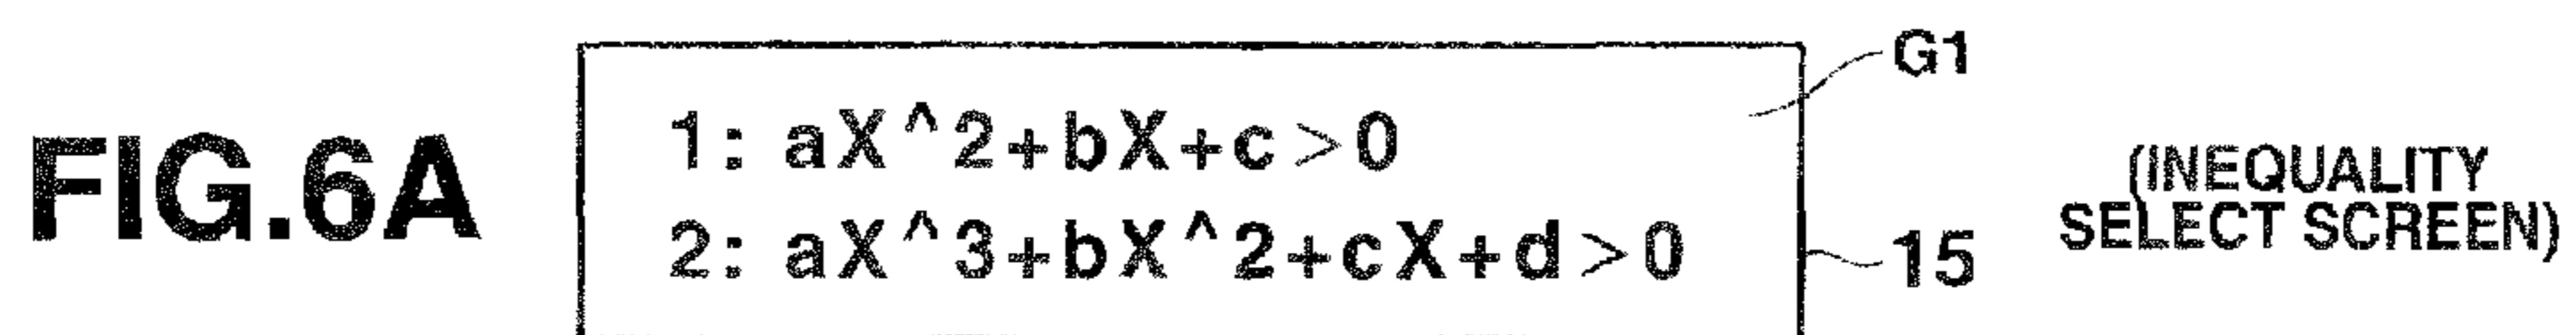 FIG.6A
1: aX^2+bX+c>0
2: aX^3+bX^2+cX+d>0
G1
15
(INEQUALITY
SELECT SCREEN)